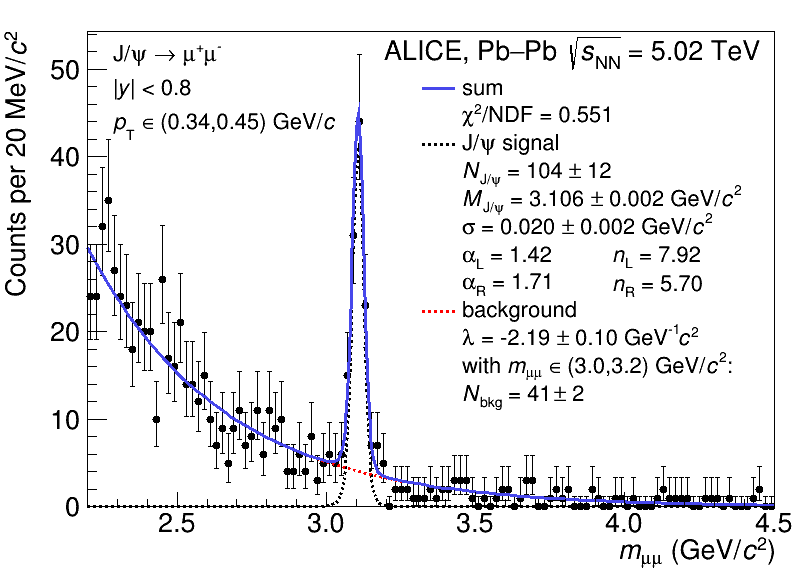 J/ψ → μ⁺μ⁻
|y| < 0.8
p_T ∈ (0.34,0.45) GeV/c
ALICE, Pb–Pb √s_NN = 5.02 TeV
sum
χ²/NDF = 0.551
J/ψ signal
N_J/ψ = 104 ± 12
M_J/ψ = 3.106 ± 0.002 GeV/c²
σ = 0.020 ± 0.002 GeV/c²
α_L = 1.42 n_L = 7.92
α_R = 1.71 n_R = 5.70
background
λ = -2.19 ± 0.10 GeV⁻¹c²
with m_μμ ∈ (3.0,3.2) GeV/c²:
N_bkg = 41 ± 2
Counts per 20 MeV/c²
50
40
30
20
10
0
2.5 3.0 3.5 4.0 4.5
m_μμ (GeV/c²)